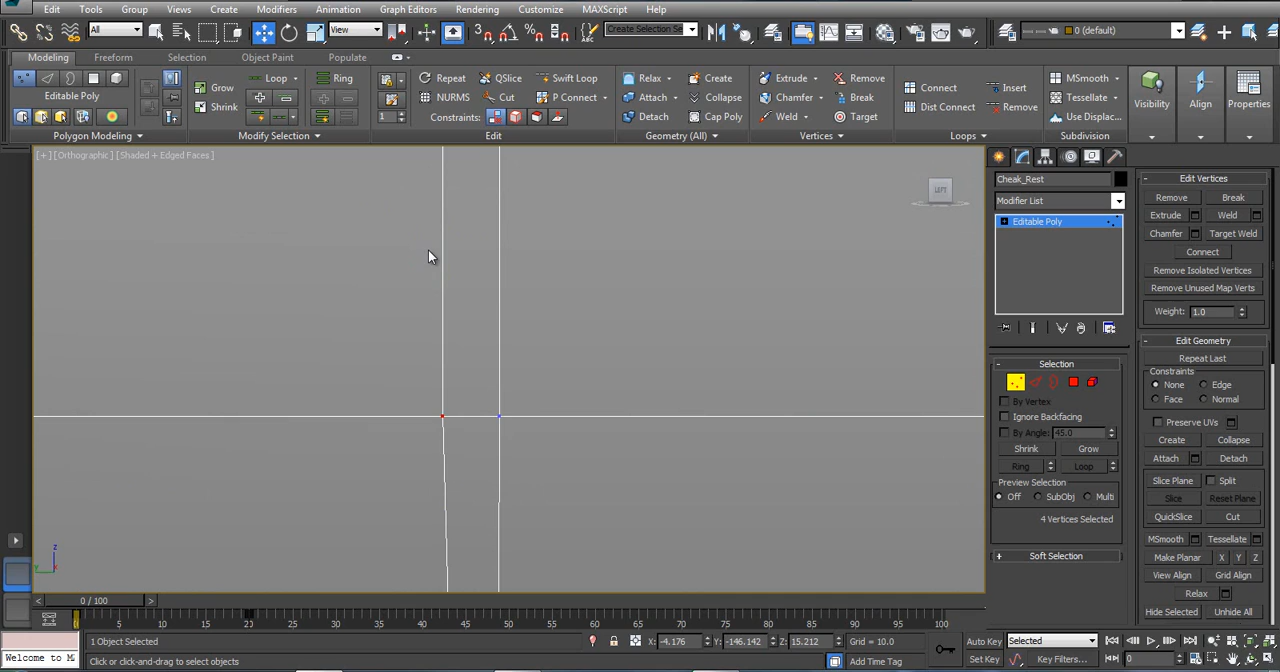 Edit Tools Group Views Create Modifiers Animation Graph Editors Rendering Customize MAXScript Help
All View Create Selection Se 0 (default)
Modeling Freeform Selection Object Paint Populate
Edit Poly
Editable Poly
Polygon Modeling
Loop Ring
Grow
Shrink
Modify Selection
1
Repeat QSlice Swift Loop
NURMS Cut P Connect
Constraints:
Edit
Relax Create
Attach Collapse
Detach Cap Poly
Geometry (All)
Extrude Remove
Chamfer Break
Weld Target
Vertices
Connect Insert
Dist Connect Remove
Loops
MSmooth
Tessellate
Use Displac...
Subdivision
Visibility
Align
Properties
[+] [Orthographic] [Shaded + Edged Faces]
LEFT
z
Cheak_Rest
Modifier List
Editable Poly
Selection
By Vertex
Ignore Backfacing
By Angle: 45.0
Shrink Grow
Ring Loop
Preview Selection
Off SubObj Multi
4 Vertices Selected
Soft Selection
Edit Vertices
Remove Break
Extrude Weld
Chamfer Target Weld
Connect
Remove Isolated Vertices
Remove Unused Map Verts
Weight: 1.0
Edit Geometry
Repeat Last
Constraints
None Edge
Face Normal
Preserve UVs
Create Collapse
Attach Detach
Slice Plane Split
Slice Reset Plane
QuickSlice Cut
MSmooth Tessellate
Make Planar X Y Z
View Align Grid Align
Relax
Hide Selected Unhide All
< 0 / 100 >
0 5 10 15 20 25 30 35 40 45 50 55 60 65 70 75 80 85 90 95 100
1 Object Selected
X: -4.176 Y: -146.142 Z: 15.212 Grid = 10.0
Auto Key Selected
Welcome to M
Click or click-and-drag to select objects
Add Time Tag
Set Key Key Filters... 0